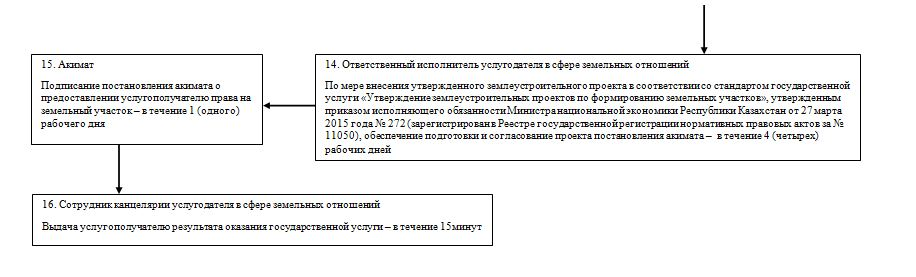 14. Ответственный исполнитель услугодателя в сфере земельных отношений
По мере внесения утвержденного землеустроительного проекта в соответствии со стандартом государственной
услуги «Утверждение землеустроительных проектов по формированию земельных участков», утвержденным
приказом исполняющего обязанности Министра национальной экономики Республики Казахстан от 27 марта
2015 года № 272 (зарегистрирован в Реестре государственной регистрации нормативных правовых актов за №
11050), обеспечение подготовки и согласование проекта постановления акимата – в течение 4 (четырех)
рабочих дней
15. Акимат
Подписание постановления акимата о
предоставлении услугополучателю права на
земельный участок – в течение 1 (одного)
рабочего дня
16. Сотрудник канцелярии услугодателя в сфере земельных отношений
Выдача услугополучателю результата оказания государственной услуги – в течение 15 минут